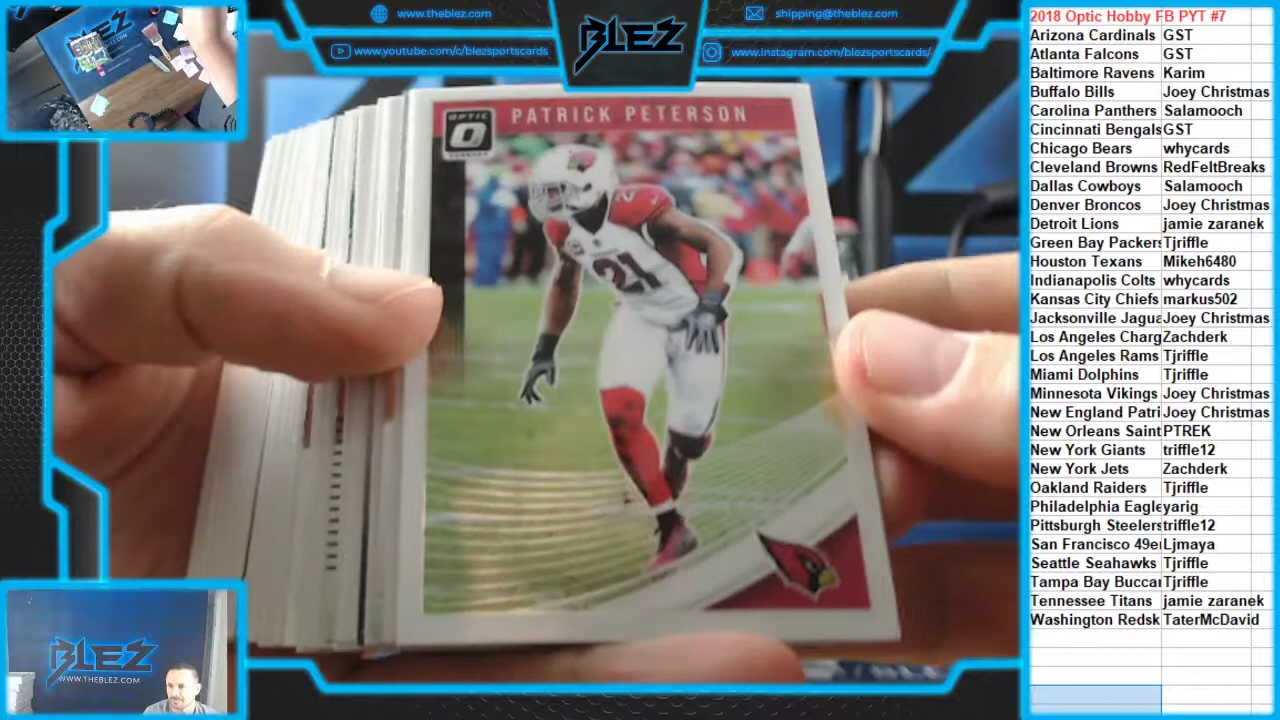 www.theblez.com
www.youtube.com/c/blezsportscards
BLEZ
shipping@theblez.com
www.instagram.com/blezsportscards/
OPTIC
PATRICK PETERSON
21
BLEZ
WWW.THEBLEZ.COM
2018 Optic Hobby FB PYT #7
Arizona Cardinals GST
Atlanta Falcons GST
Baltimore Ravens Karim
Buffalo Bills Joey Christmas
Carolina Panthers Salamooch
Cincinnati Bengals GST
Chicago Bears whycards
Cleveland Browns RedFeltBreaks
Dallas Cowboys Salamooch
Denver Broncos Joey Christmas
Detroit Lions jamie zaranek
Green Bay Packers Tjriffle
Houston Texans Mikeh6480
Indianapolis Colts whycards
Kansas City Chiefs markus502
Jacksonville Jagua Joey Christmas
Los Angeles Charg Zachderk
Los Angeles Rams Tjriffle
Miami Dolphins Tjriffle
Minnesota Vikings Joey Christmas
New England Patri Joey Christmas
New Orleans Saint PTREK
New York Giants triffle12
New York Jets Zachderk
Oakland Raiders Tjriffle
Philadelphia Eagle yarig
Pittsburgh Steelers triffle12
San Francisco 49e Ljmaya
Seattle Seahawks Tjriffle
Tampa Bay Bucca Tjriffle
Tennessee Titans jamie zaranek
Washington Redsk TaterMcDavid